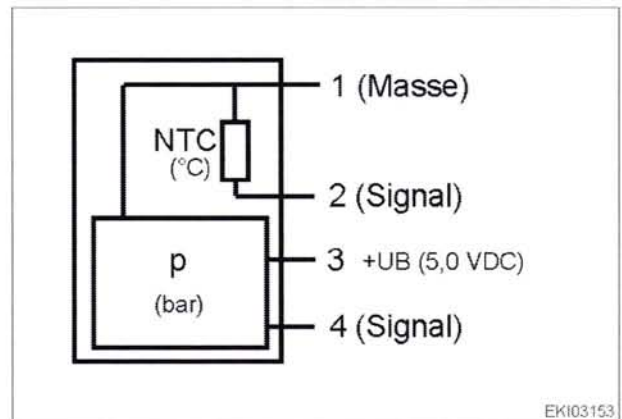 1 (Masse)
NTC
(°C)
2 (Signal)
p
(bar)
3 +UB (5,0 VDC)
4 (Signal)
EKI03153